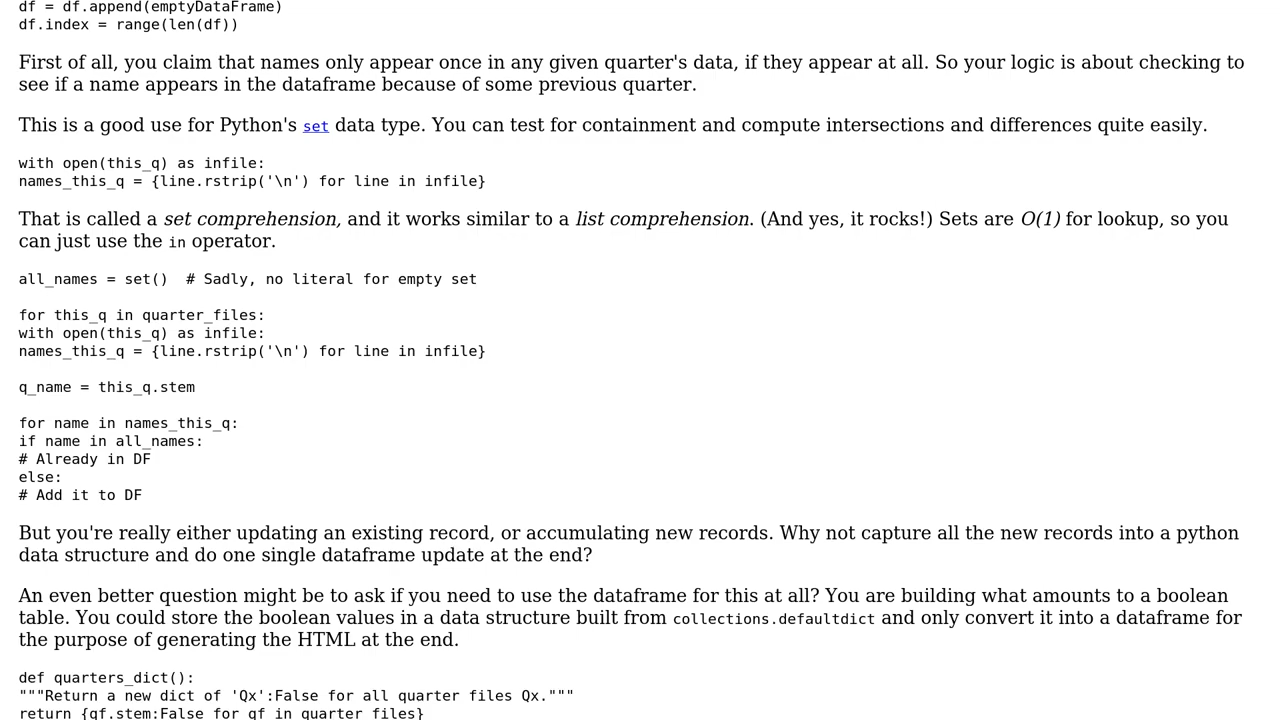 df = df.append(emptyDataFrame)
df.index = range(len(df))
First of all, you claim that names only appear once in any given quarter's data, if they appear at all. So your logic is about checking to
see if a name appears in the dataframe because of some previous quarter.
This is a good use for Python's set data type. You can test for containment and compute intersections and differences quite easily.
with open(this_q) as infile:
names_this_q = {line.rstrip('\n') for line in infile}
That is called a set comprehension, and it works similar to a list comprehension. (And yes, it rocks!) Sets are O(1) for lookup, so you
can just use the in operator.
all_names = set()  # Sadly, no literal for empty set
for this_q in quarter_files:
with open(this_q) as infile:
names_this_q = {line.rstrip('\n') for line in infile}
q_name = this_q.stem
for name in names_this_q:
if name in all_names:
# Already in DF
else:
# Add it to DF
But you're really either updating an existing record, or accumulating new records. Why not capture all the new records into a python
data structure and do one single dataframe update at the end?
An even better question might be to ask if you need to use the dataframe for this at all? You are building what amounts to a boolean
table. You could store the boolean values in a data structure built from collections.defaultdict and only convert it into a dataframe for
the purpose of generating the HTML at the end.
def quarters_dict():
"""Return a new dict of 'Qx':False for all quarter files Qx."""
return {qf.stem:False for qf in quarter_files}